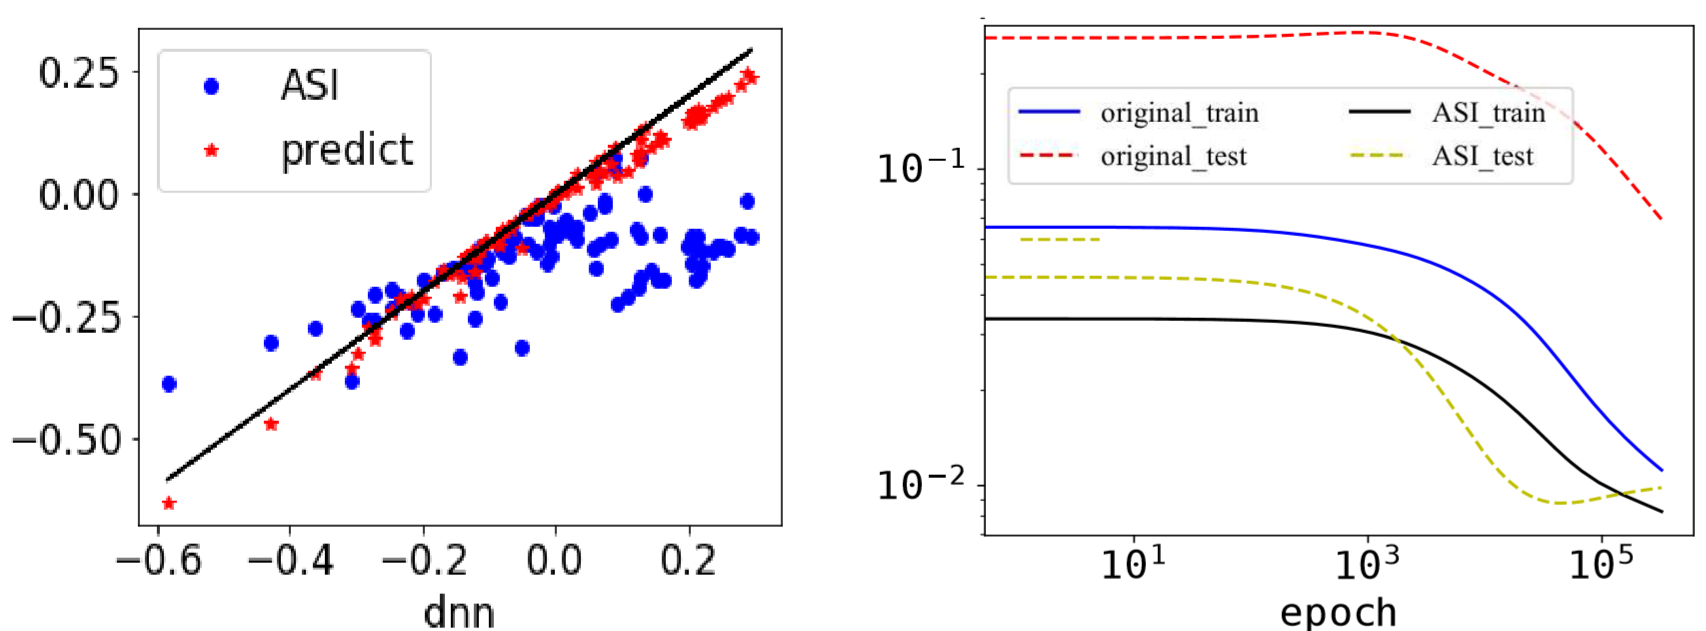 ASI
predict
0.25
0.00
−0.25
−0.50
−0.6
−0.4
−0.2
0.0
0.2
dnn
original_train
ASI_train
original_test
ASI_test
10⁻¹
10⁻²
10¹
10³
10⁵
epoch